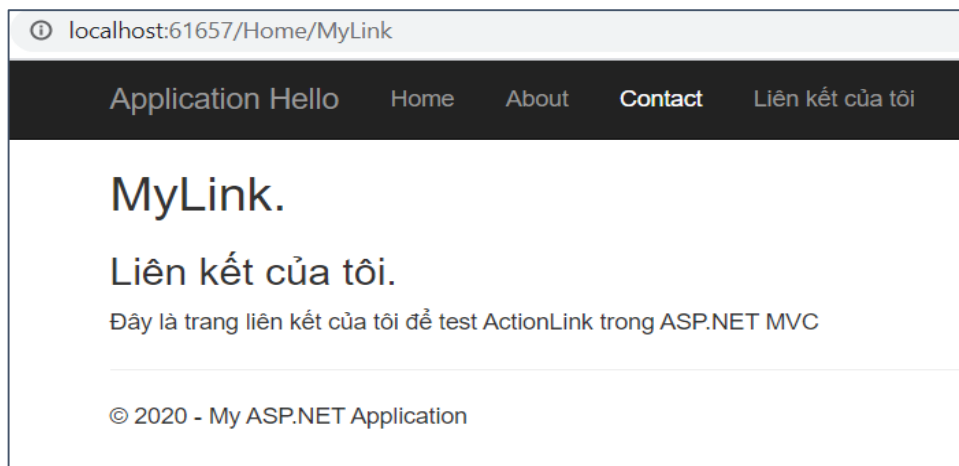 localhost:61657/Home/MyLink
Application Hello Home About Contact Liên kết của tôi
MyLink.
Liên kết của tôi.
Đây là trang liên kết của tôi để test ActionLink trong ASP.NET MVC
© 2020 - My ASP.NET Application